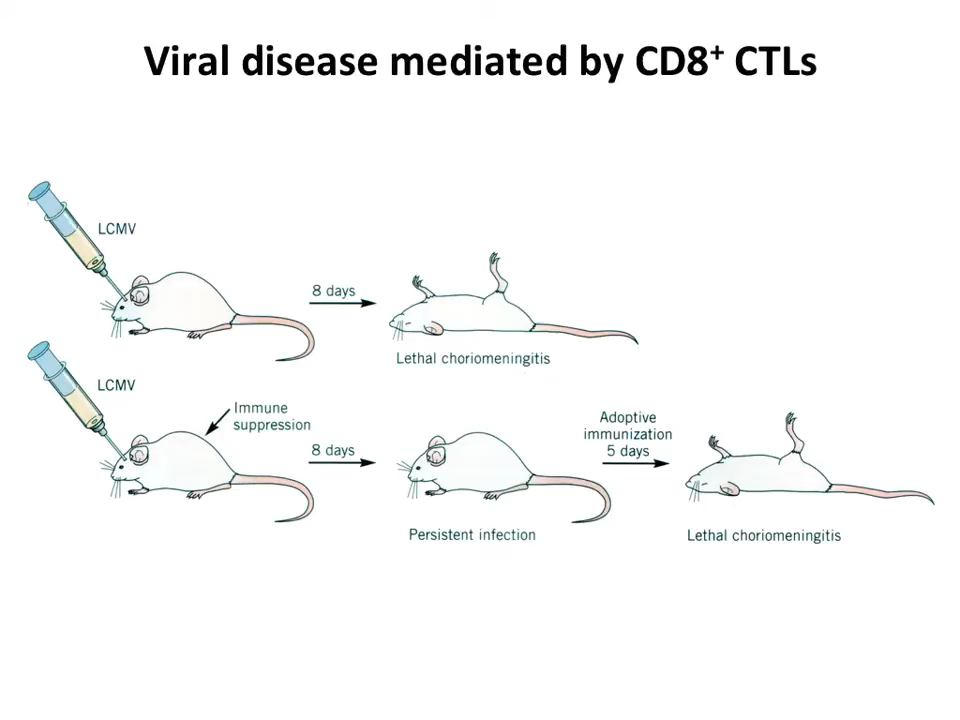 Viral disease mediated by CD8⁺ CTLs
LCMV
8 days
Lethal choriomeningitis
LCMV
Immune
suppression
8 days
Persistent infection
Adoptive
immunization
5 days
Lethal choriomeningitis